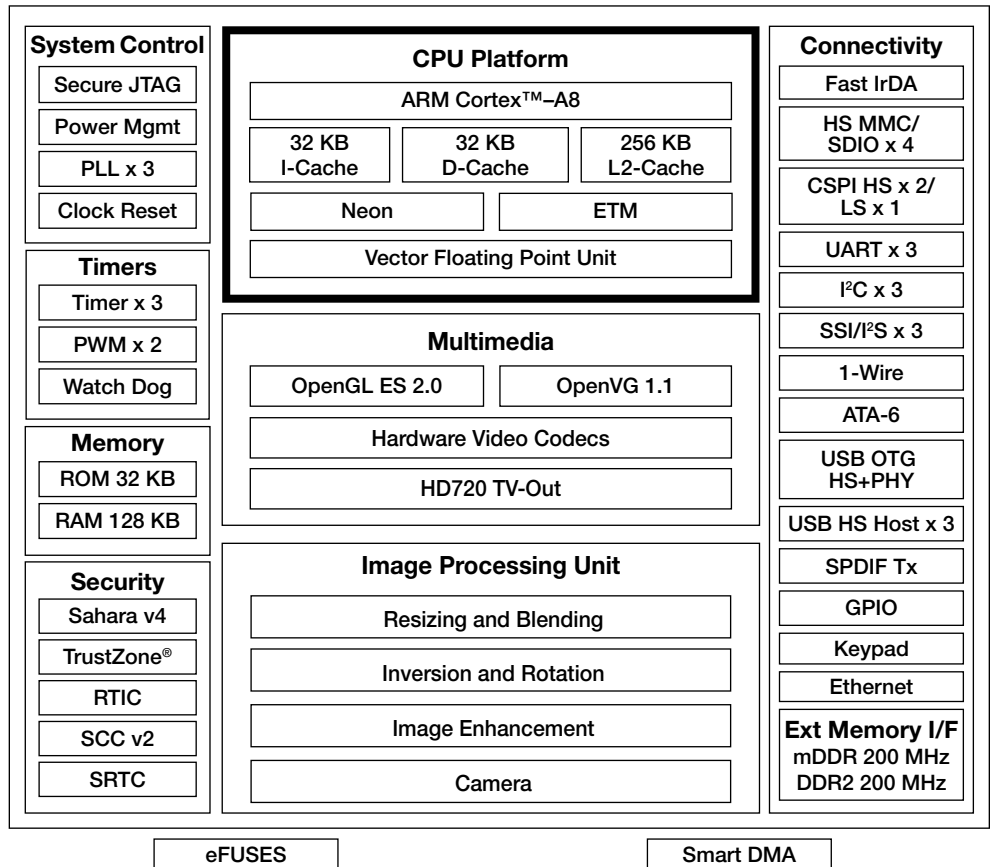 System Control
Secure JTAG
Power Mgmt
PLL x 3
Clock Reset
Timers
Timer x 3
PWM x 2
Watch Dog
Memory
ROM 32 KB
RAM 128 KB
Security
Sahara v4
TrustZone®
RTIC
SCC v2
SRTC
CPU Platform
ARM Cortex™–A8
32 KB
I-Cache
32 KB
D-Cache
256 KB
L2-Cache
Neon
ETM
Vector Floating Point Unit
Multimedia
OpenGL ES 2.0
OpenVG 1.1
Hardware Video Codecs
HD720 TV-Out
Image Processing Unit
Resizing and Blending
Inversion and Rotation
Image Enhancement
Camera
Connectivity
Fast IrDA
HS MMC/
SDIO x 4
CSPI HS x 2/
LS x 1
UART x 3
I²C x 3
SSI/I²S x 3
1-Wire
ATA-6
USB OTG
HS+PHY
USB HS Host x 3
SPDIF Tx
GPIO
Keypad
Ethernet
Ext Memory I/F
mDDR 200 MHz
DDR2 200 MHz
eFUSES
Smart DMA